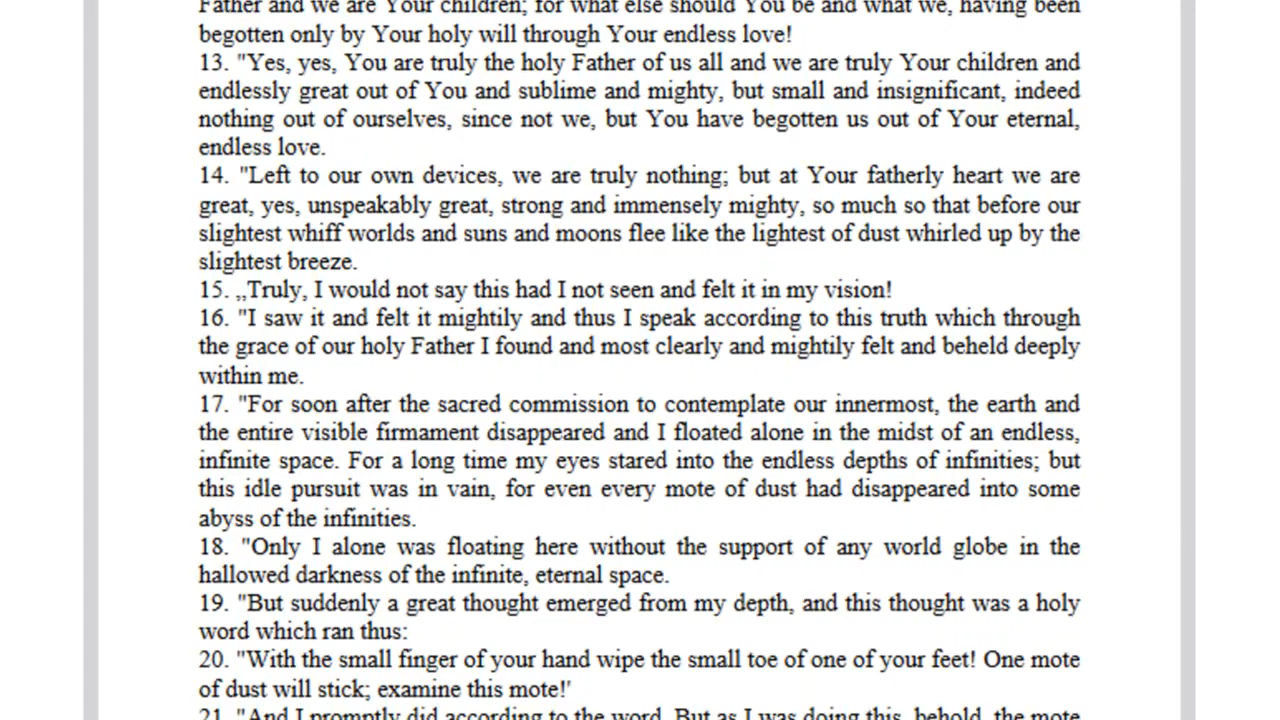 Father and we are Your children; for what else should You be and what we, having been
begotten only by Your holy will through Your endless love!
13. "Yes, yes, You are truly the holy Father of us all and we are truly Your children and
endlessly great out of You and sublime and mighty, but small and insignificant, indeed
nothing out of ourselves, since not we, but You have begotten us out of Your eternal,
endless love.
14. "Left to our own devices, we are truly nothing; but at Your fatherly heart we are
great, yes, unspeakably great, strong and immensely mighty, so much so that before our
slightest whiff worlds and suns and moons flee like the lightest of dust whirled up by the
slightest breeze.
15. „Truly, I would not say this had I not seen and felt it in my vision!
16. "I saw it and felt it mightily and thus I speak according to this truth which through
the grace of our holy Father I found and most clearly and mightily felt and beheld deeply
within me.
17. "For soon after the sacred commission to contemplate our innermost, the earth and
the entire visible firmament disappeared and I floated alone in the midst of an endless,
infinite space. For a long time my eyes stared into the endless depths of infinities; but
this idle pursuit was in vain, for even every mote of dust had disappeared into some
abyss of the infinities.
18. "Only I alone was floating here without the support of any world globe in the
hallowed darkness of the infinite, eternal space.
19. "But suddenly a great thought emerged from my depth, and this thought was a holy
word which ran thus:
20. "With the small finger of your hand wipe the small toe of one of your feet! One mote
of dust will stick; examine this mote!'
21. "And I promptly did according to the word. But as I was doing this, behold, the mote